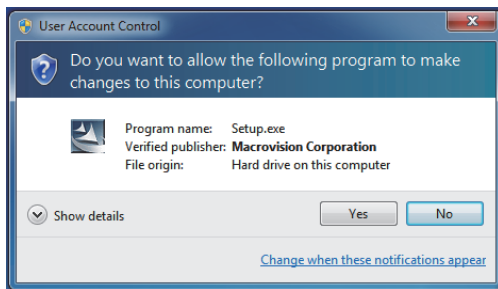 User Account Control
Do you want to allow the following program to make
changes to this computer?
Program name: Setup.exe
Verified publisher: Macrovision Corporation
File origin: Hard drive on this computer
Show details
Yes
No
Change when these notifications appear